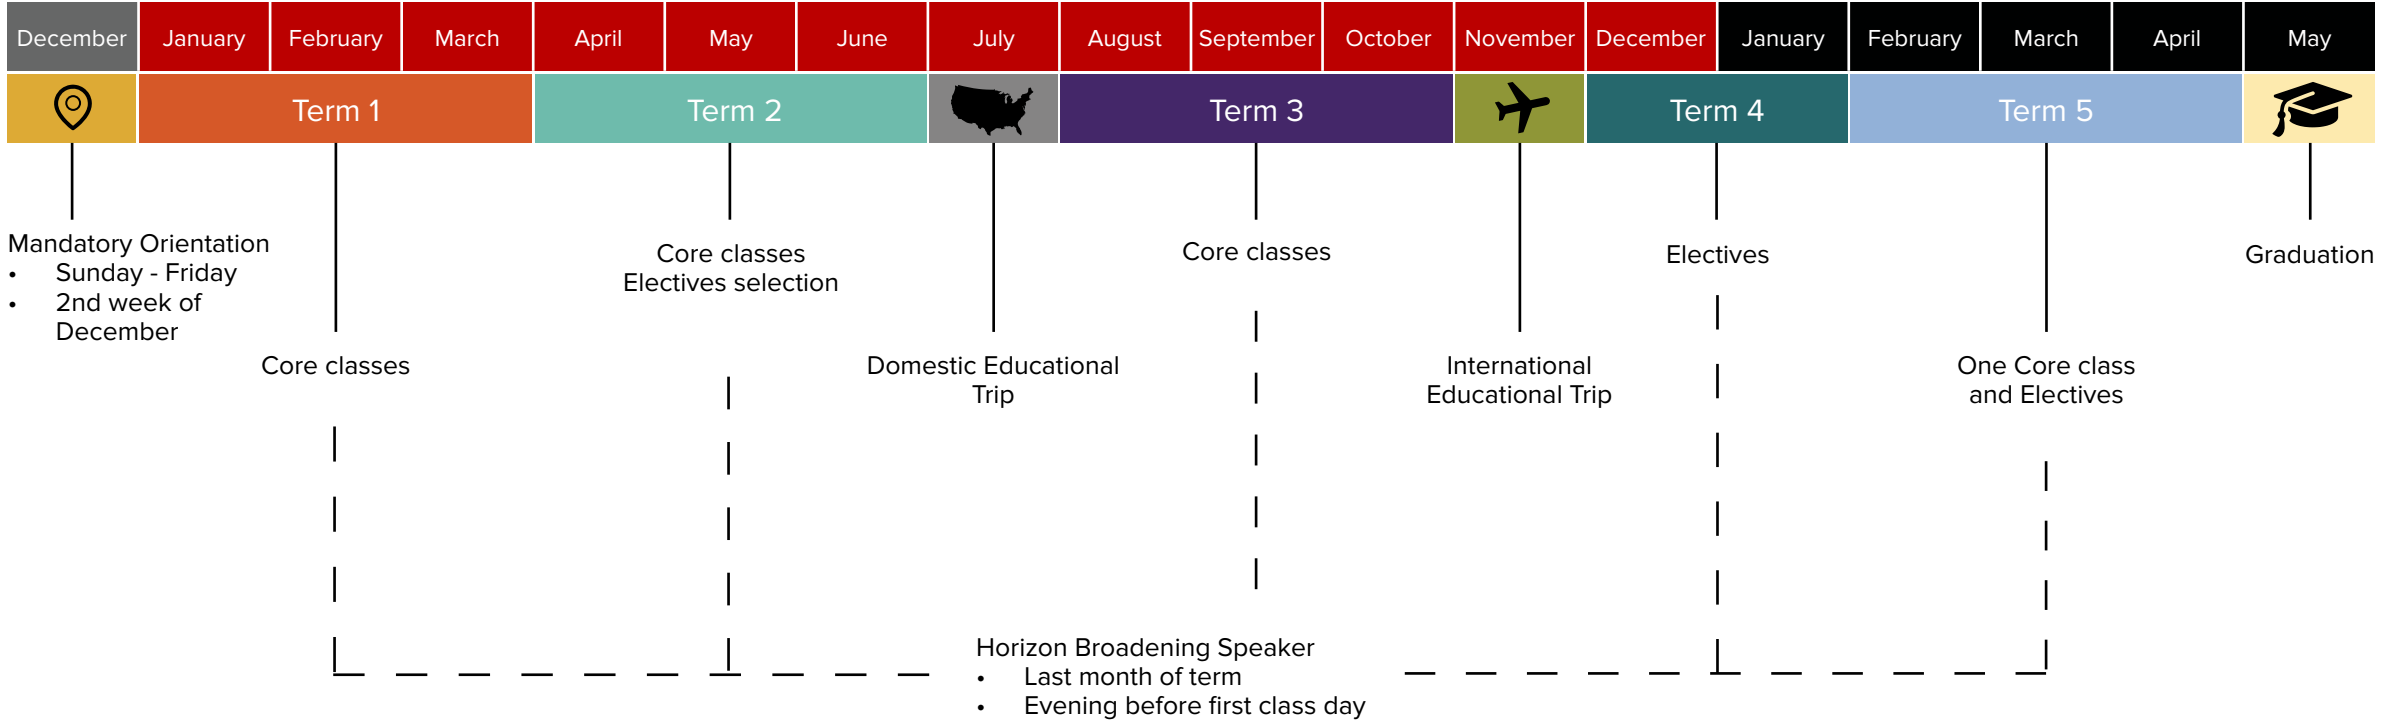 December
January
February
March
April
May
June
July
August
September
October
November
December
January
February
March
April
May
Term 1
Term 2
Term 3
Term 4
Term 5
Mandatory Orientation
• Sunday - Friday
• 2nd week of
December
Core classes
Core classes
Electives selection
Domestic Educational
Trip
Core classes
International
Educational Trip
Electives
One Core class
and Electives
Graduation
Horizon Broadening Speaker
• Last month of term
• Evening before first class day